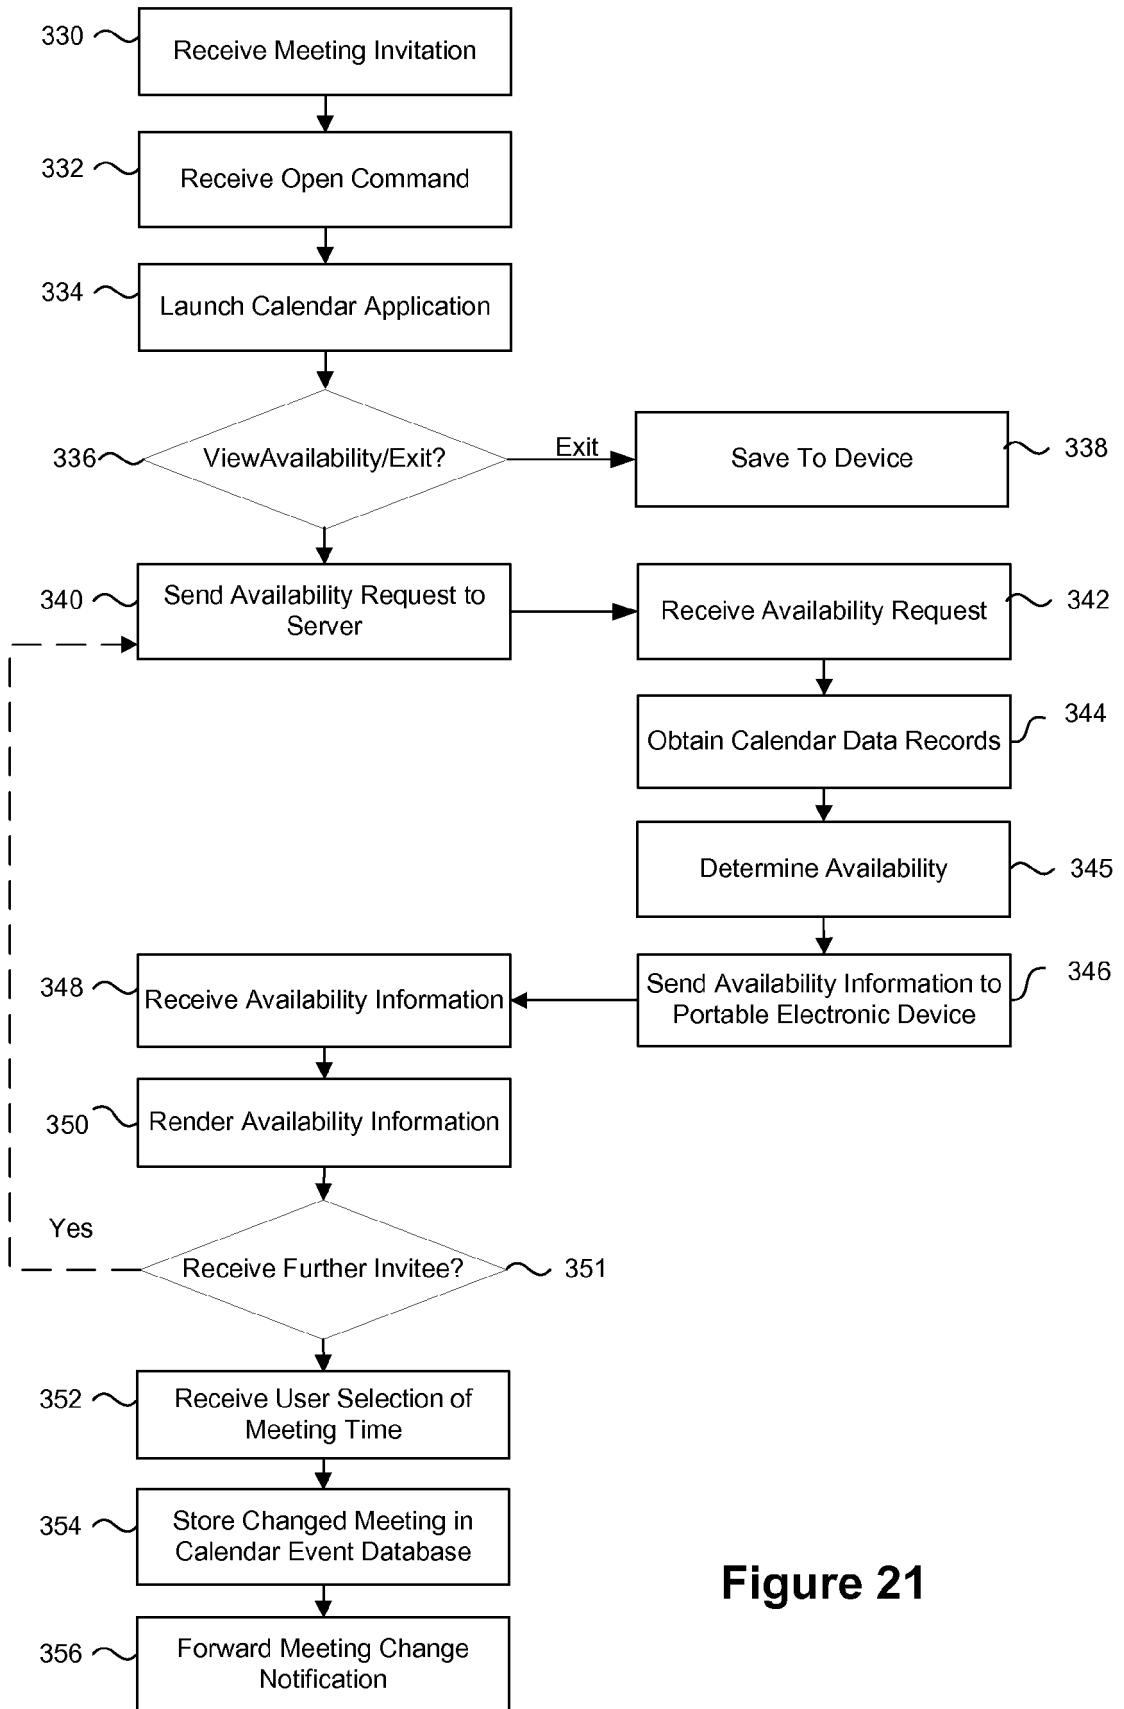 330
Receive Meeting Invitation
332
Receive Open Command
334
Launch Calendar Application
336
ViewAvailability/Exit?
Exit
Save To Device
338
340
Send Availability Request to
Server
Receive Availability Request
342
Obtain Calendar Data Records
344
Determine Availability
345
Send Availability Information to
Portable Electronic Device
346
348
Receive Availability Information
350
Render Availability Information
Yes
Receive Further Invitee?
351
352
Receive User Selection of
Meeting Time
354
Store Changed Meeting in
Calendar Event Database
356
Forward Meeting Change
Notification
Figure 21